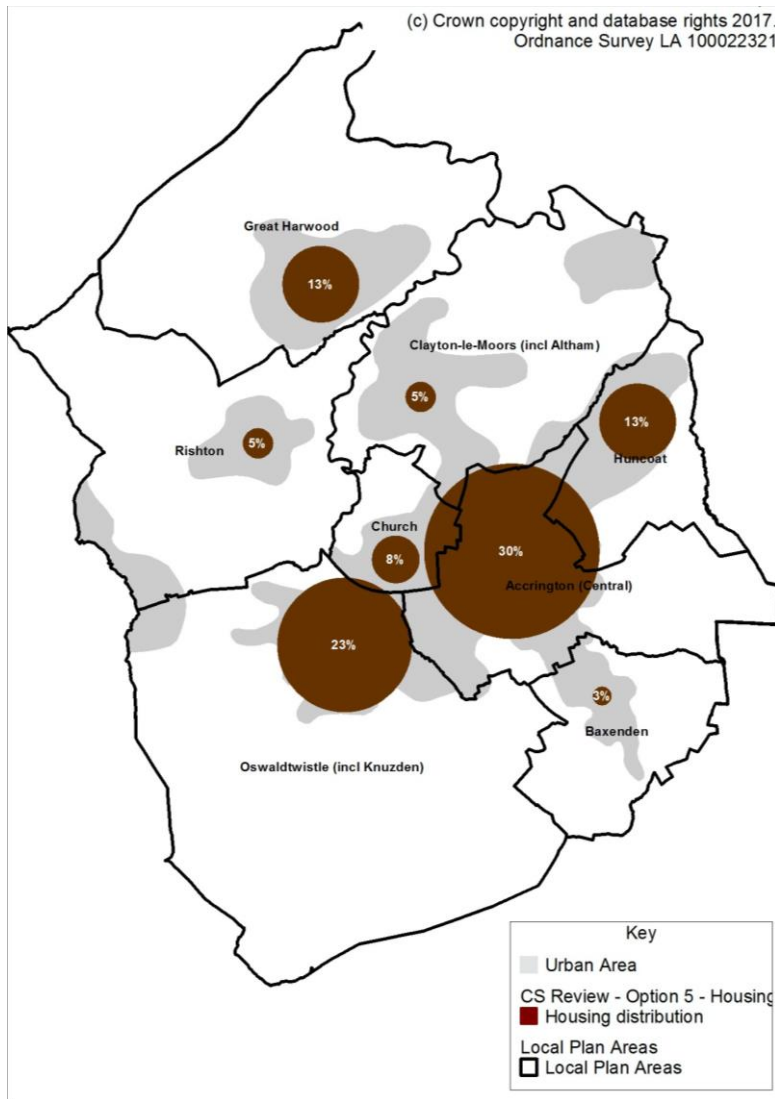 (c) Crown copyright and database rights 2017.
Ordnance Survey LA 100022321
Great Harwood
13%
Clayton-le-Moors (incl Altham)
5%
13%
Huncoat
Rishton
5%
Church
8%
30%
Accrington (Central)
23%
3%
Baxenden
Oswaldtwistle (incl Knuzden)
Key
Urban Area
CS Review - Option 5 - Housing
Housing distribution
Local Plan Areas
Local Plan Areas